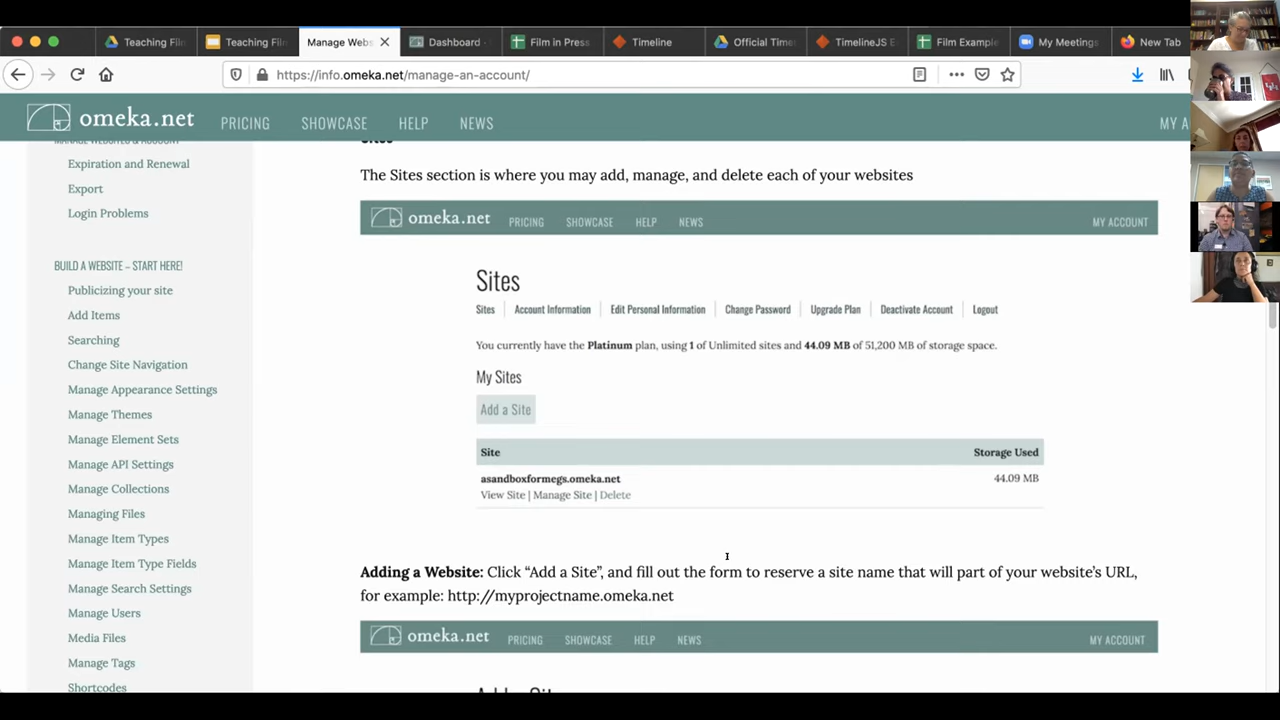 Teaching Film
Teaching Film
Manage Webs
Dashboard
Film in Press
Timeline
Official Time
TimelineJS E
Film Example
My Meetings
New Tab
https://info.omeka.net/manage-an-account/
omeka.net
PRICING
SHOWCASE
HELP
NEWS
MY A
MANAGE WEBSITES & ACCOUNT
Expiration and Renewal
Export
Login Problems
BUILD A WEBSITE – START HERE!
Publicizing your site
Add Items
Searching
Change Site Navigation
Manage Appearance Settings
Manage Themes
Manage Element Sets
Manage API Settings
Manage Collections
Managing Files
Manage Item Types
Manage Item Type Fields
Manage Search Settings
Manage Users
Media Files
Manage Tags
Shortcodes
Sites
The Sites section is where you may add, manage, and delete each of your websites
omeka.net PRICING SHOWCASE HELP NEWS MY ACCOUNT
Sites
Sites | Account Information | Edit Personal Information | Change Password | Upgrade Plan | Deactivate Account | Logout
You currently have the Platinum plan, using 1 of Unlimited sites and 44.09 MB of 51,200 MB of storage space.
My Sites
Add a Site
Site Storage Used
asandboxformegs.omeka.net 44.09 MB
View Site | Manage Site | Delete
Adding a Website: Click “Add a Site”, and fill out the form to reserve a site name that will part of your website’s URL,
for example: http://myprojectname.omeka.net
omeka.net PRICING SHOWCASE HELP NEWS MY ACCOUNT
Add a Site